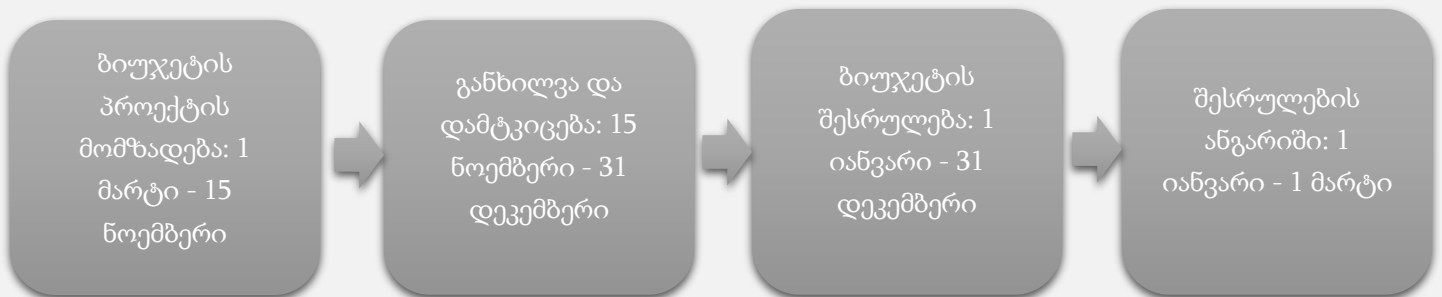 ბიუჯეტის
პროექტის
მომზადება: 1
მარტი - 15
ნოემბერი
განხილვა და
დამტკიცება: 15
ნოემბერი - 31
დეკემბერი
ბიუჯეტის
შესრულება: 1
იანვარი - 31
დეკემბერი
შესრულების
ანგარიში: 1
იანვარი - 1 მარტი